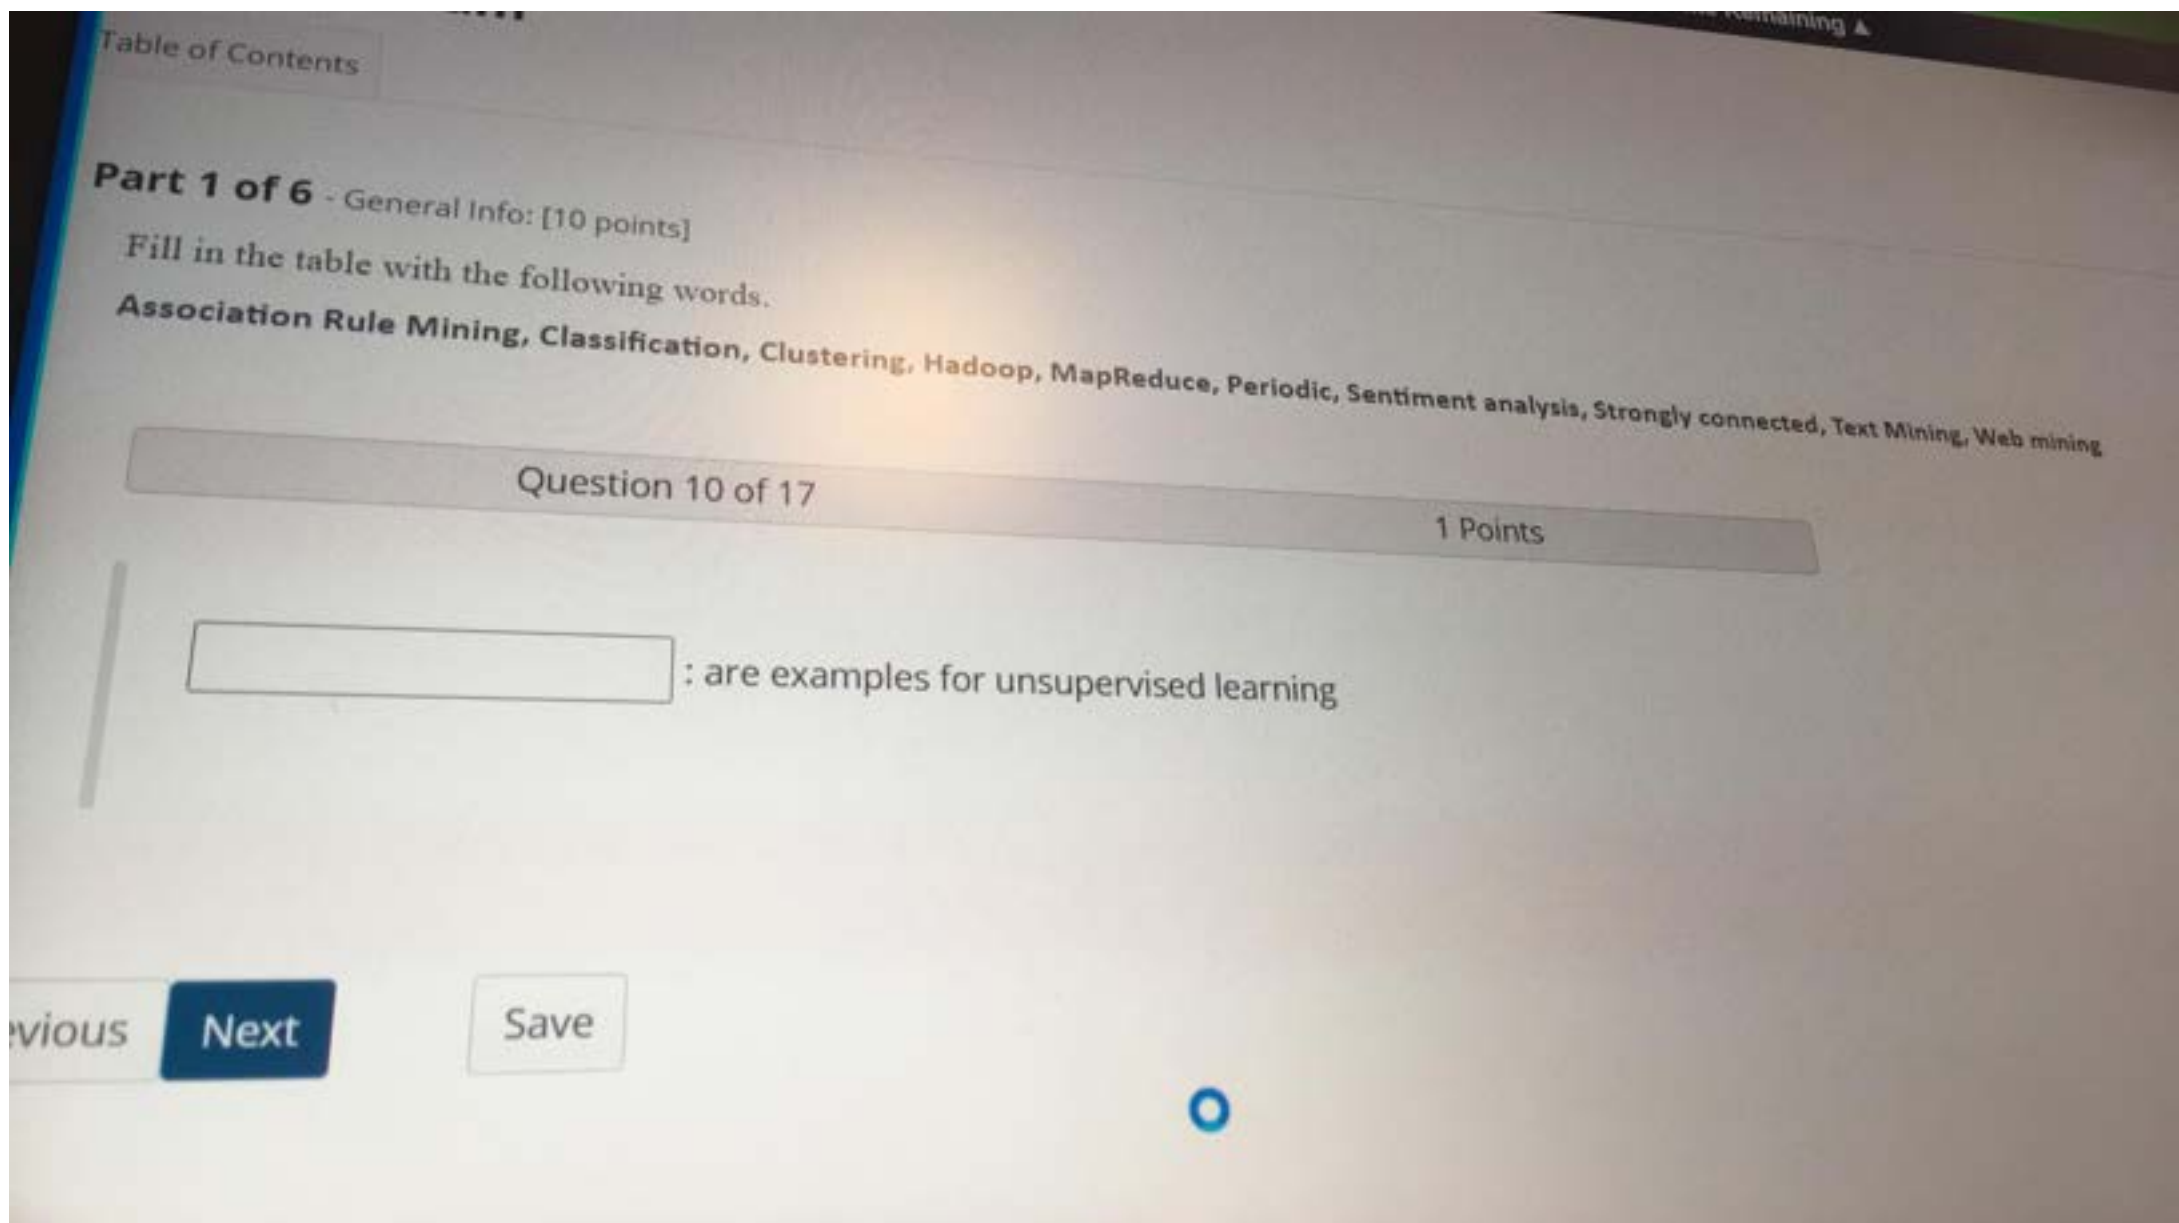 Remaining ▲
Table of Contents
Part 1 of 6 - General Info: [10 points]
Fill in the table with the following words.
Association Rule Mining, Classification, Clustering, Hadoop, MapReduce, Periodic, Sentiment analysis, Strongly connected, Text Mining, Web mining
Question 10 of 17
1 Points
: are examples for unsupervised learning
evious
Next
Save